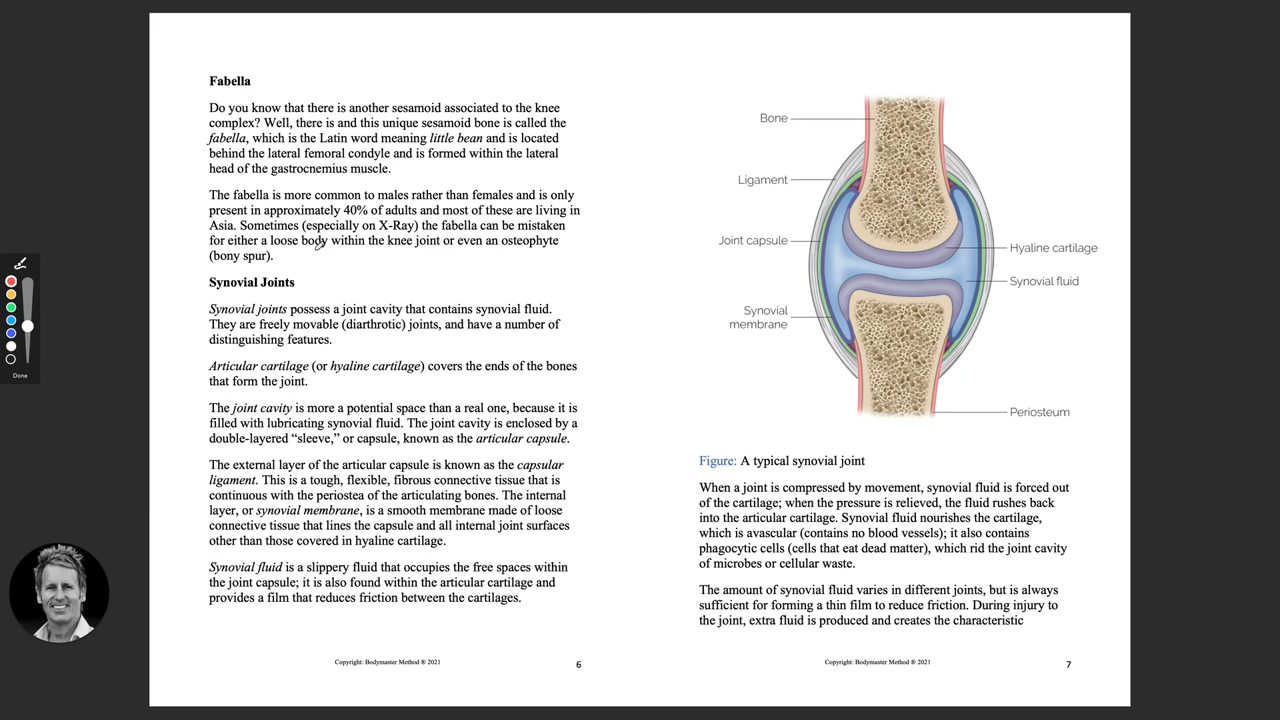 Fabella
Do you know that there is another sesamoid associated to the knee
complex? Well, there is and this unique sesamoid bone is called the
fabella, which is the Latin word meaning little bean and is located
behind the lateral femoral condyle and is formed within the lateral
head of the gastrocnemius muscle.
The fabella is more common to males rather than females and is only
present in approximately 40% of adults and most of these are living in
Asia. Sometimes (especially on X-Ray) the fabella can be mistaken
for either a loose body within the knee joint or even an osteophyte
(bony spur).
Synovial Joints
Synovial joints possess a joint cavity that contains synovial fluid.
They are freely movable (diarthrotic) joints, and have a number of
distinguishing features.
Articular cartilage (or hyaline cartilage) covers the ends of the bones
that form the joint.
The joint cavity is more a potential space than a real one, because it is
filled with lubricating synovial fluid. The joint cavity is enclosed by a
double-layered “sleeve,” or capsule, known as the articular capsule.
The external layer of the articular capsule is known as the capsular
ligament. This is a tough, flexible, fibrous connective tissue that is
continuous with the periostea of the articulating bones. The internal
layer, or synovial membrane, is a smooth membrane made of loose
connective tissue that lines the capsule and all internal joint surfaces
other than those covered in hyaline cartilage.
Synovial fluid is a slippery fluid that occupies the free spaces within
the joint capsule; it is also found within the articular cartilage and
provides a film that reduces friction between the cartilages.
Copyright: Bodymaster Method ® 2021
6
Bone
Ligament
Joint capsule
Synovial
membrane
Hyaline cartilage
Synovial fluid
Periosteum
Figure: A typical synovial joint
When a joint is compressed by movement, synovial fluid is forced out
of the cartilage; when the pressure is relieved, the fluid rushes back
into the articular cartilage. Synovial fluid nourishes the cartilage,
which is avascular (contains no blood vessels); it also contains
phagocytic cells (cells that eat dead matter), which rid the joint cavity
of microbes or cellular waste.
The amount of synovial fluid varies in different joints, but is always
sufficient for forming a thin film to reduce friction. During injury to
the joint, extra fluid is produced and creates the characteristic
Copyright: Bodymaster Method ® 2021
7
Done